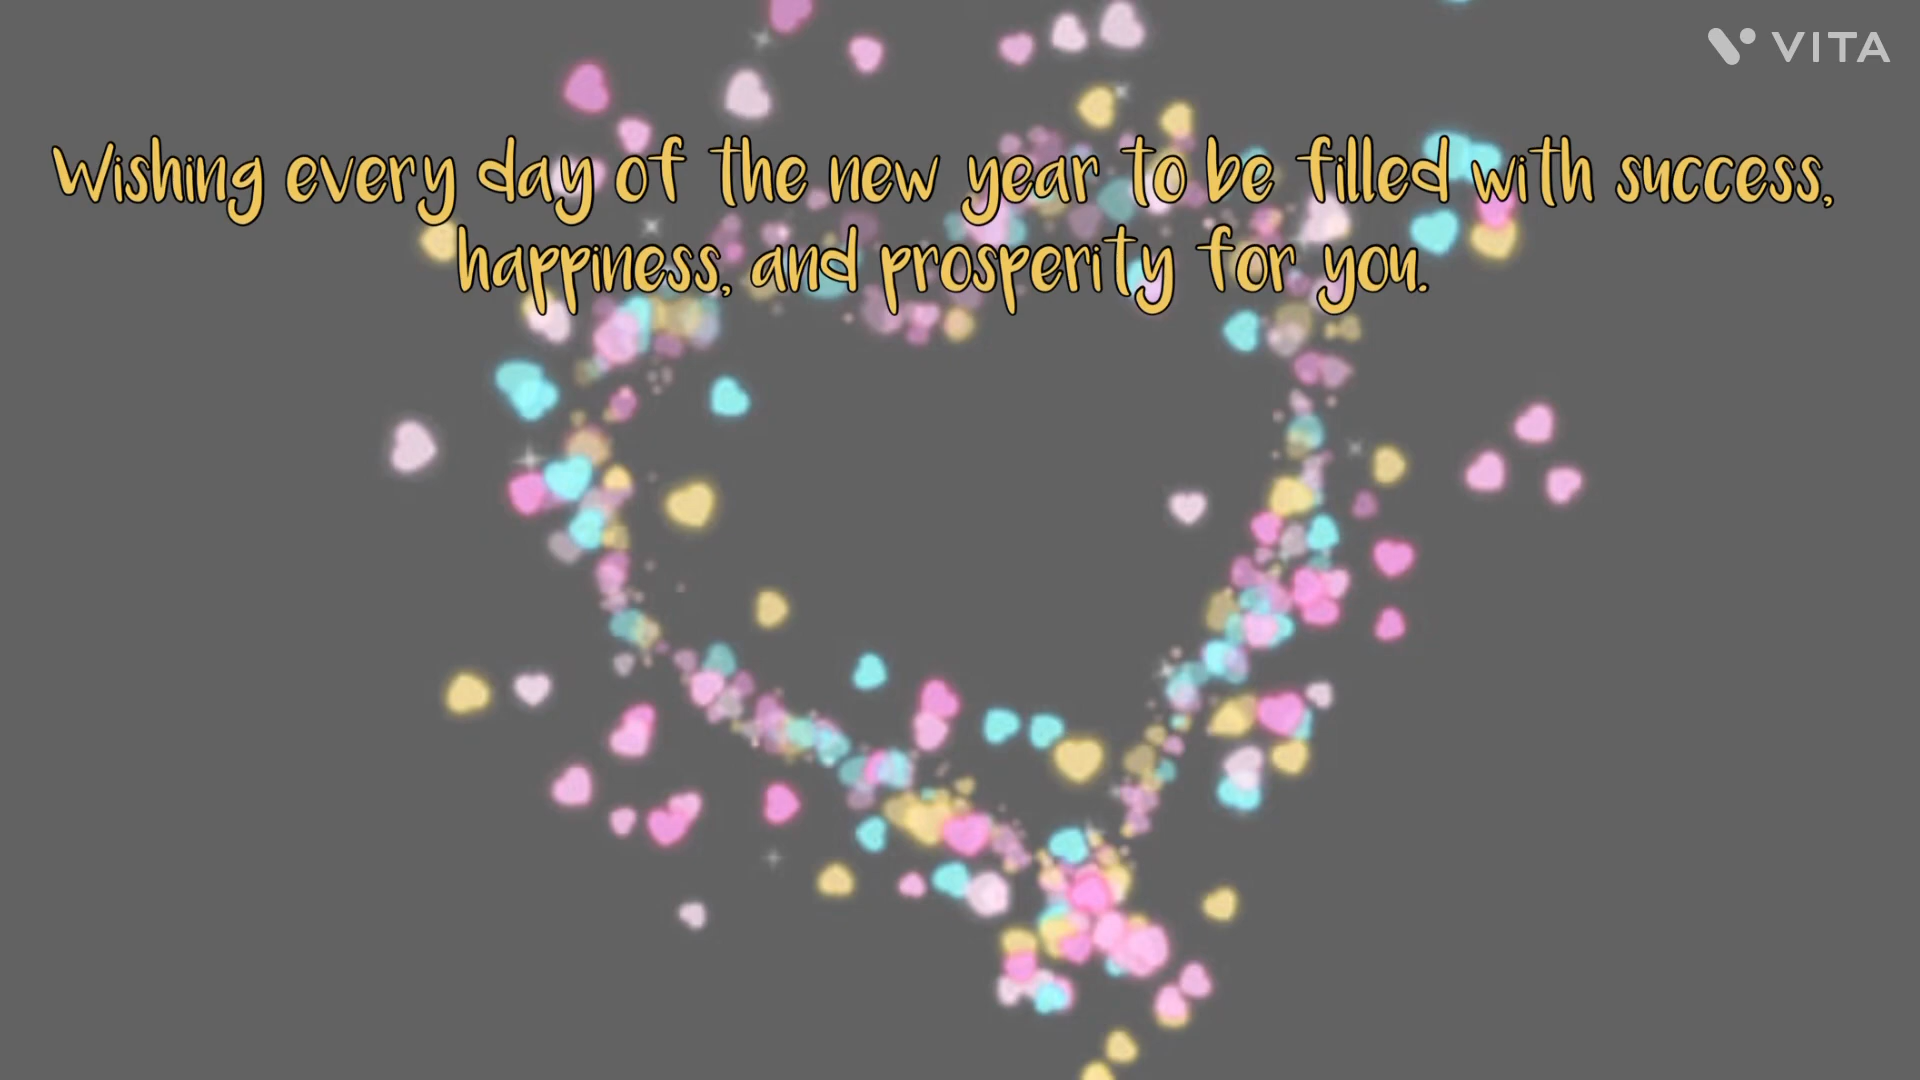 VITA
Wishing every day of the new year to be filled with success,
happiness, and prosperity for you.